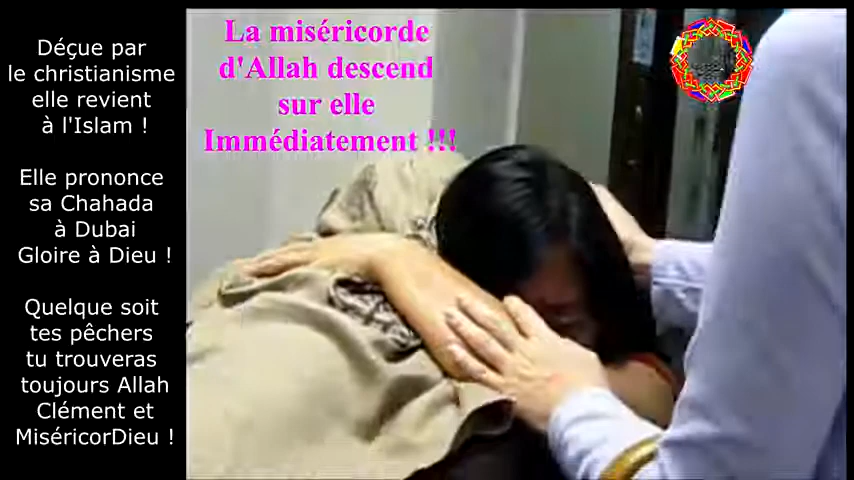 Déçue par
le christianisme
elle revient
à l'Islam !
Elle prononce
sa Chahada
à Dubai
Gloire à Dieu !
Quelque soit
tes pêchers
tu trouveras
toujours Allah
Clément et
MiséricorDieu !
La miséricorde
d'Allah descend
sur elle
Immédiatement !!!